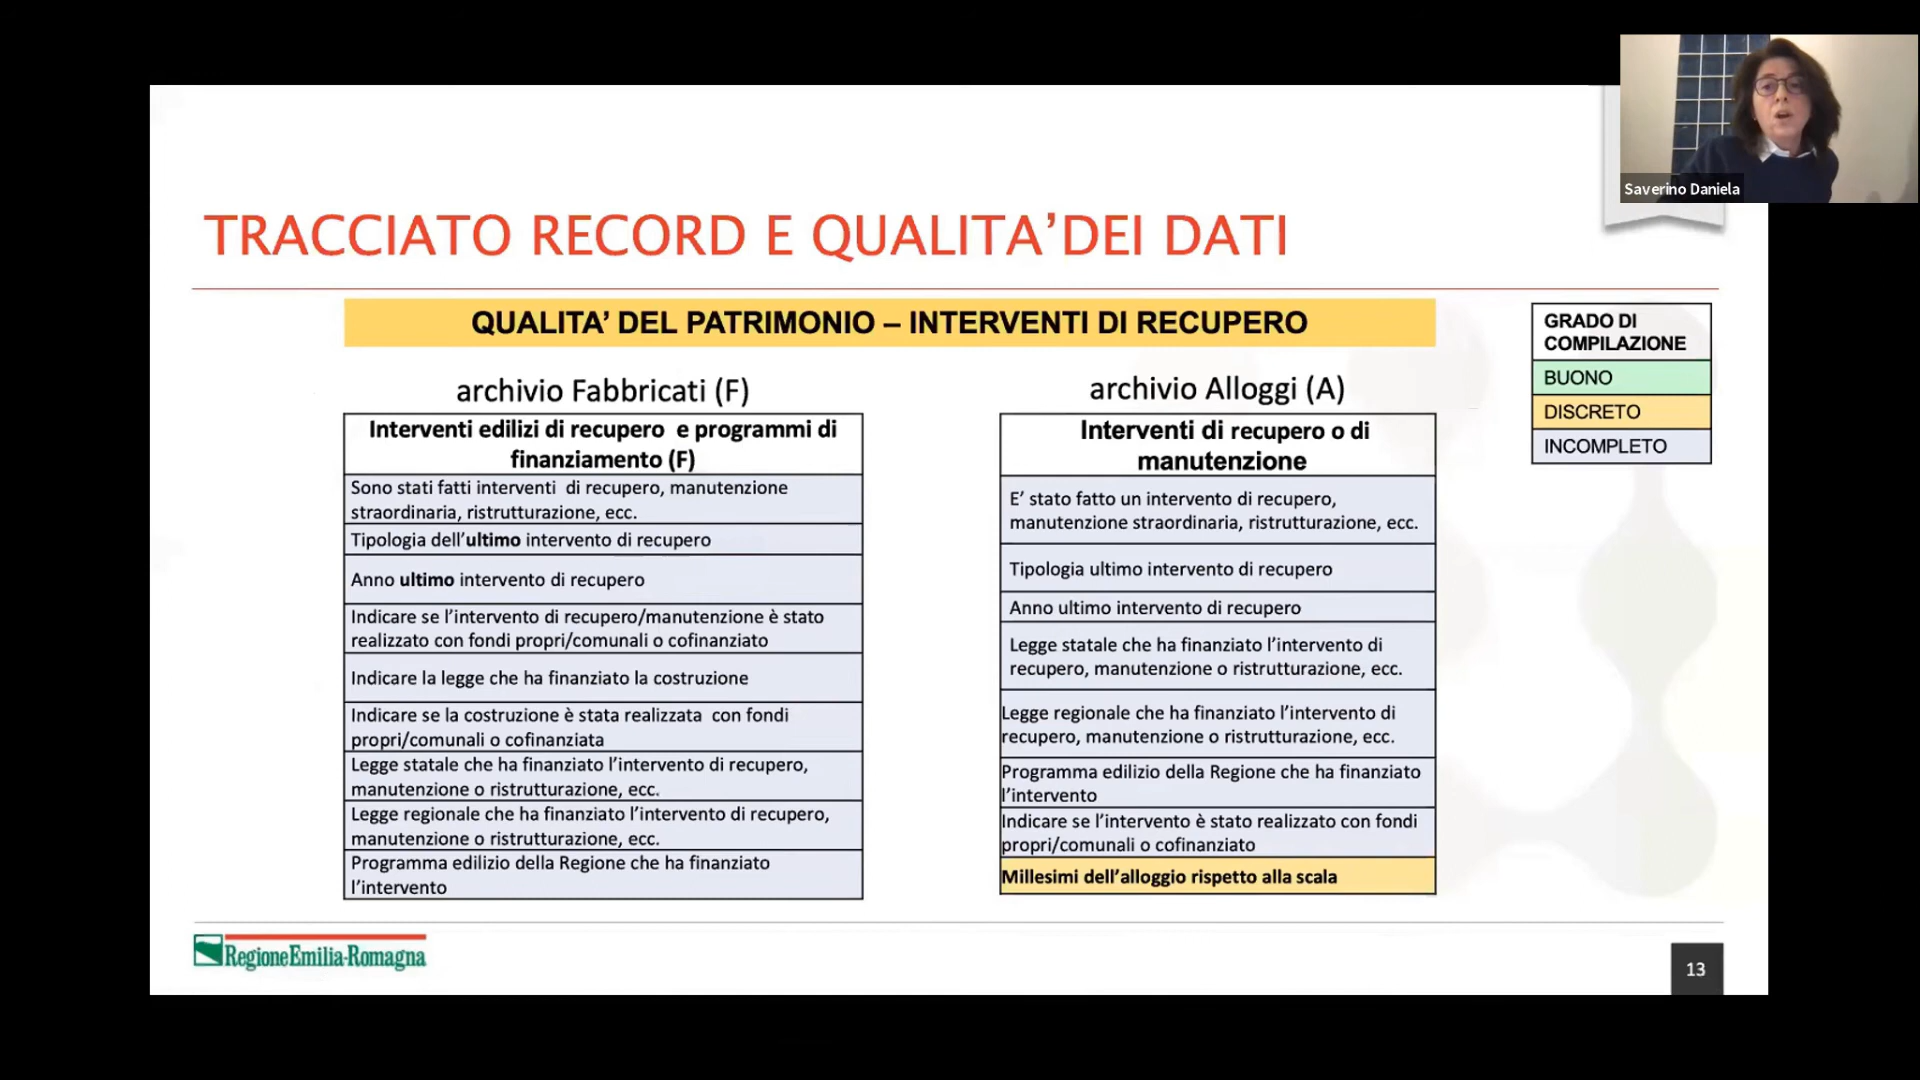 Saverino Daniela
TRACCIATO RECORD E QUALITA’DEI DATI
QUALITA’ DEL PATRIMONIO – INTERVENTI DI RECUPERO
GRADO DI
COMPILAZIONE
BUONO
DISCRETO
INCOMPLETO
archivio Fabbricati (F)
Interventi edilizi di recupero e programmi di
finanziamento (F)
Sono stati fatti interventi di recupero, manutenzione
straordinaria, ristrutturazione, ecc.
Tipologia dell’ultimo intervento di recupero
Anno ultimo intervento di recupero
Indicare se l’intervento di recupero/manutenzione è stato
realizzato con fondi propri/comunali o cofinanziato
Indicare la legge che ha finanziato la costruzione
Indicare se la costruzione è stata realizzata con fondi
propri/comunali o cofinanziata
Legge statale che ha finanziato l’intervento di recupero,
manutenzione o ristrutturazione, ecc.
Legge regionale che ha finanziato l’intervento di recupero,
manutenzione o ristrutturazione, ecc.
Programma edilizio della Regione che ha finanziato
l’intervento
archivio Alloggi (A)
Interventi di recupero o di
manutenzione
E’ stato fatto un intervento di recupero,
manutenzione straordinaria, ristrutturazione, ecc.
Tipologia ultimo intervento di recupero
Anno ultimo intervento di recupero
Legge statale che ha finanziato l’intervento di
recupero, manutenzione o ristrutturazione, ecc.
Legge regionale che ha finanziato l’intervento di
recupero, manutenzione o ristrutturazione, ecc.
Programma edilizio della Regione che ha finanziato
l’intervento
Indicare se l’intervento è stato realizzato con fondi
propri/comunali o cofinanziato
Millesimi dell’alloggio rispetto alla scala
RegioneEmilia-Romagna
13